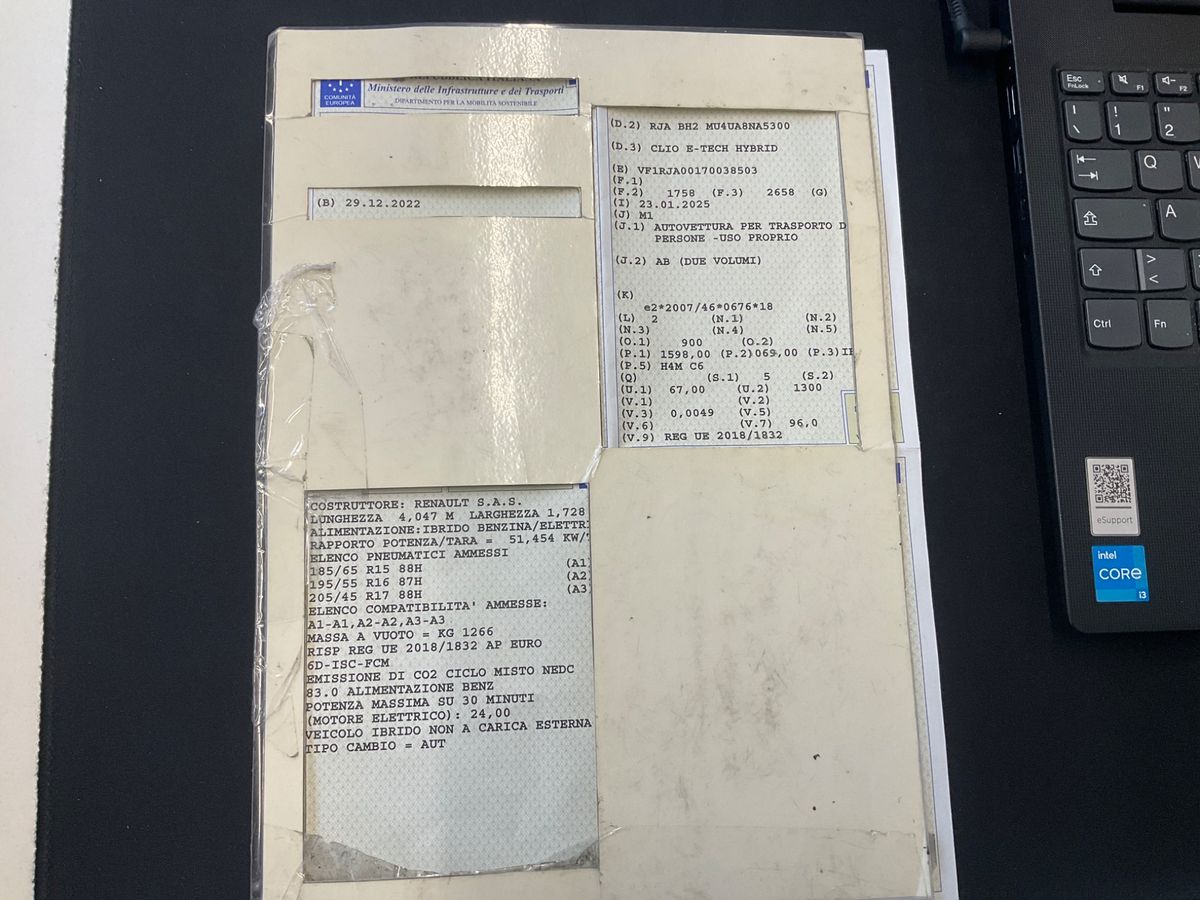 COMUNITÀ
EUROPEA
Ministero delle Infrastrutture e dei Trasporti
DIPARTIMENTO PER LA MOBILITÀ SOSTENIBILE
(B) 29.12.2022
(D.2) RJA BH2 MU4UA8NA5300
(D.3) CLIO E-TECH HYBRID
(E) VF1RJA00170038503
(F.1)
(F.2) 1758 (F.3) 2658 (G)
(I) 23.01.2025
(J) M1
(J.1) AUTOVETTURA PER TRASPORTO D
PERSONE -USO PROPRIO
(J.2) AB (DUE VOLUMI)
(K)
e2*2007/46*0676*18
(L) 2 (N.1) (N.2)
(N.3) (N.4) (N.5)
(O.1) 900 (O.2)
(P.1) 1598,00 (P.2)069,00 (P.3)IB
(P.5) H4M C6
(Q) (S.1) 5 (S.2)
(U.1) 67,00 (U.2) 1300
(V.1) (V.2)
(V.3) 0,0049 (V.5)
(V.6) (V.7) 96,0
(V.9) REG UE 2018/1832
COSTRUTTORE: RENAULT S.A.S.
LUNGHEZZA 4,047 M LARGHEZZA 1,728
ALIMENTAZIONE:IBRIDO BENZINA/ELETTRI
RAPPORTO POTENZA/TARA = 51,454 KW/T
ELENCO PNEUMATICI AMMESSI
185/65 R15 88H (A1
195/55 R16 87H (A2
205/45 R17 88H (A3
ELENCO COMPATIBILITA' AMMESSE:
A1-A1,A2-A2,A3-A3
MASSA A VUOTO = KG 1266
RISP REG UE 2018/1832 AP EURO
6D-ISC-FCM
EMISSIONE DI CO2 CICLO MISTO NEDC
83.0 ALIMENTAZIONE BENZ
POTENZA MASSIMA SU 30 MINUTI
(MOTORE ELETTRICO): 24,00
VEICOLO IBRIDO NON A CARICA ESTERNA
TIPO CAMBIO = AUT
Esc
FnLock
F1
F2
|
\
!
1
"
2
Q
A
>
<
Ctrl
Fn
eSupport
intel
CORE
i3